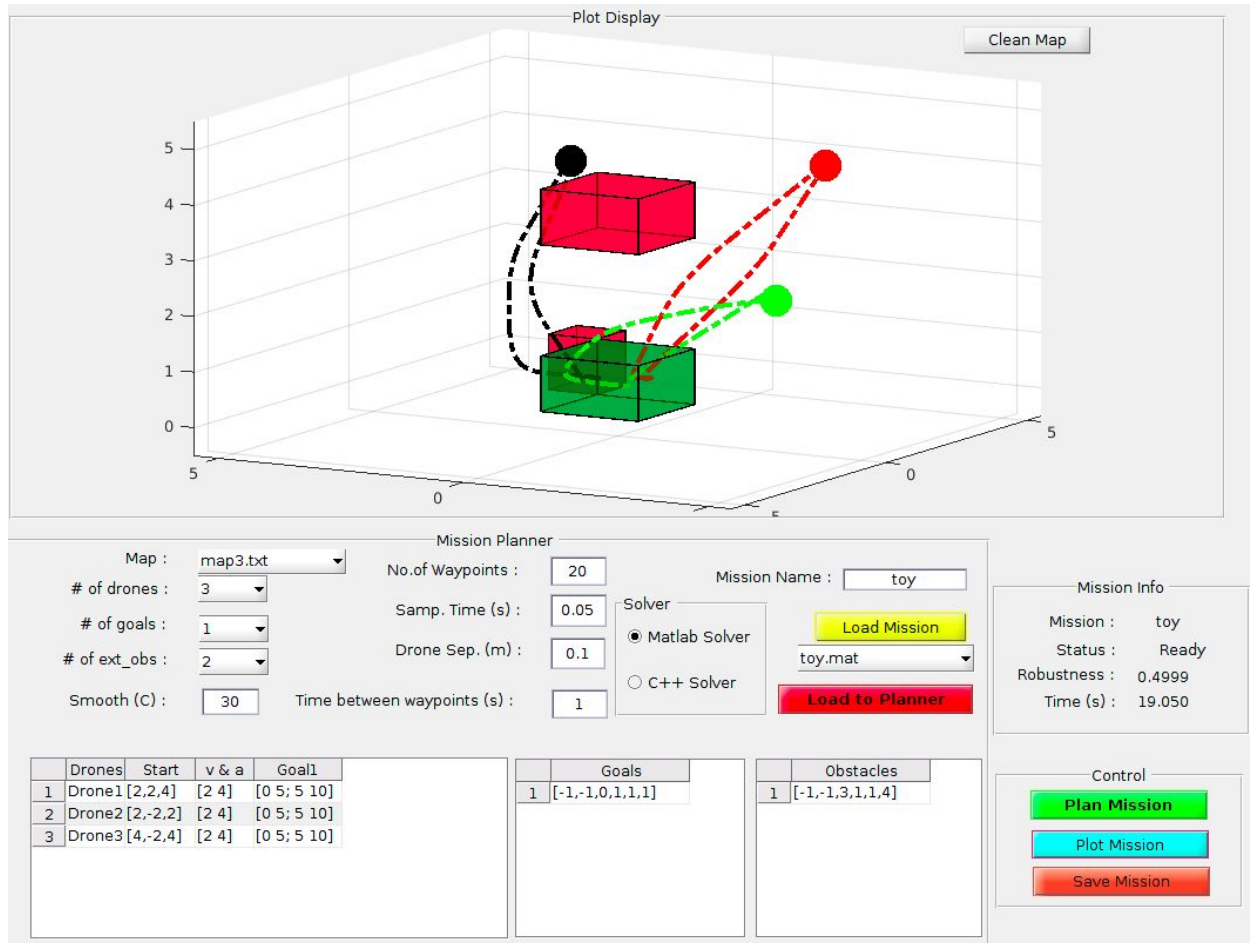 Plot Display
Clean Map
5
4
3
2
1
0
5
0
5
0
5
Mission Planner
Map : map3.txt
# of drones : 3
# of goals : 1
# of ext_obs : 2
Smooth (C) : 30
No.of Waypoints : 20
Samp. Time (s) : 0.05
Drone Sep. (m) : 0.1
Time between waypoints (s) : 1
Solver
Matlab Solver
C++ Solver
Mission Name : toy
Load Mission
toy.mat
Load to Planner
Mission Info
Mission : toy
Status : Ready
Robustness : 0.4999
Time (s) : 19.050
Drones Start v & a Goal1
1 Drone1 [2,2,4] [2 4] [0 5; 5 10]
2 Drone2 [2,-2,2] [2 4] [0 5; 5 10]
3 Drone3 [4,-2,4] [2 4] [0 5; 5 10]
Goals
1 [-1,-1,0,1,1,1]
Obstacles
1 [-1,-1,3,1,1,4]
Control
Plan Mission
Plot Mission
Save Mission